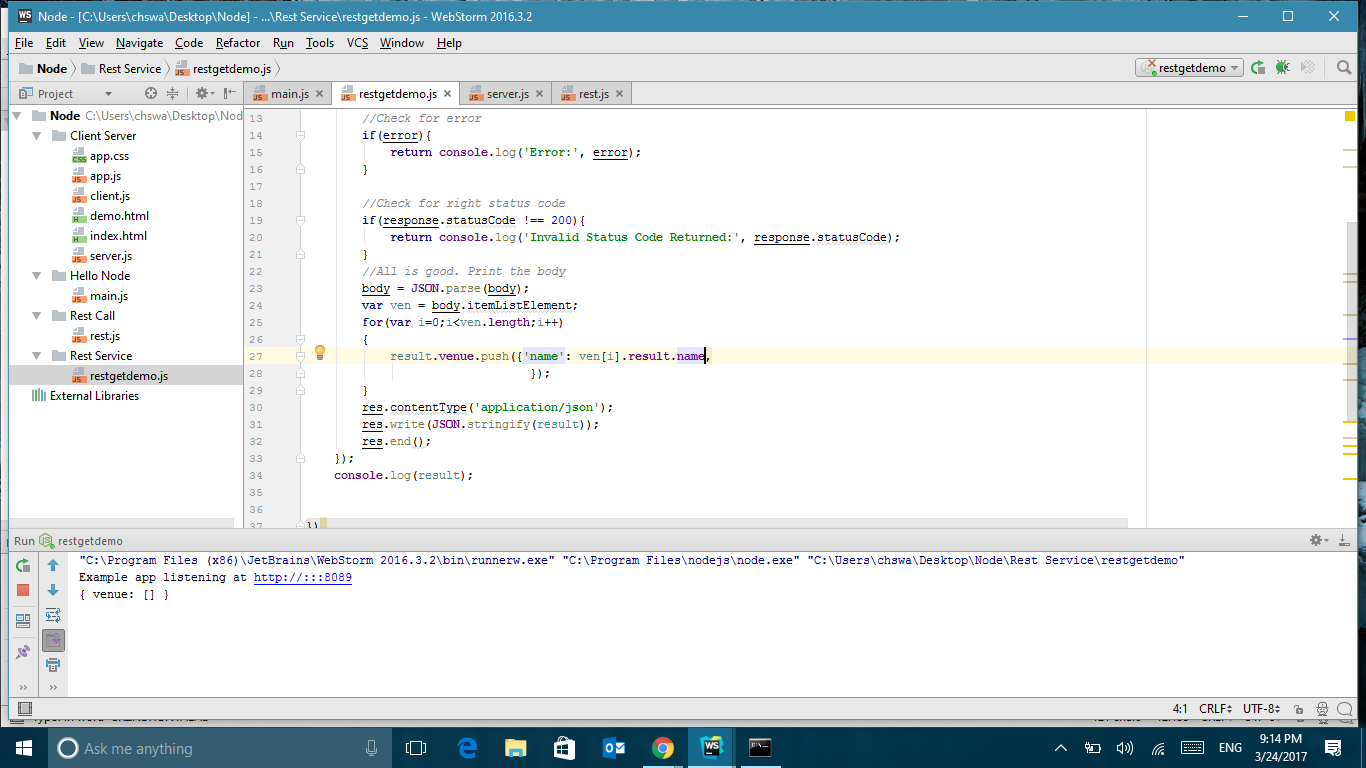 Node - [C:\Users\chswa\Desktop\Node] - ...\Rest Service\restgetdemo.js - WebStorm 2016.3.2
File Edit View Navigate Code Refactor Run Tools VCS Window Help
Node Rest Service restgetdemo.js restgetdemo
Project main.js restgetdemo.js server.js rest.js
Node C:\Users\chswa\Desktop\Nod
Client Server
app.css
app.js
client.js
demo.html
index.html
server.js
Hello Node
main.js
Rest Call
rest.js
Rest Service
restgetdemo.js
External Libraries
13 //Check for error
14 if(error){
15 return console.log('Error:', error);
16 }
17
18 //Check for right status code
19 if(response.statusCode !== 200){
20 return console.log('Invalid Status Code Returned:', response.statusCode);
21 }
22 //All is good. Print the body
23 body = JSON.parse(body);
24 var ven = body.itemListElement;
25 for(var i=0;i<ven.length;i++)
26 {
27 result.venue.push({'name': ven[i].result.name,
28 });
29 }
30 res.contentType('application/json');
31 res.write(JSON.stringify(result));
32 res.end();
33 });
34 console.log(result);
35
36
37 })
Run restgetdemo
"C:\Program Files (x86)\JetBrains\WebStorm 2016.3.2\bin\runnerw.exe" "C:\Program Files\nodejs\node.exe" "C:\Users\chswa\Desktop\Node\Rest Service\restgetdemo"
Example app listening at http://:::8089
{ venue: [] }
4:1 CRLF UTF-8
Ask me anything
ENG
9:14 PM
3/24/2017